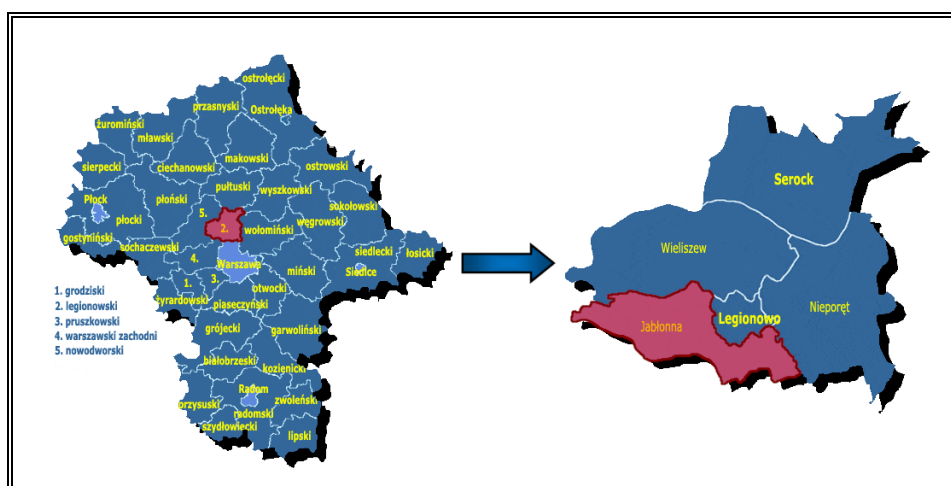 ostrołęcki
przasnyski
Ostrołęka
żuromiński
mławski
makowski
sierpecki
ciechanowski
ostrowski
pułtuski
wyszkowski
Płock
płoński
sokołowski
płocki
5.
węgrowski
2.
wołomiński
gostyniński
sochaczewski
siedlecki
łosicki
4.
Warszawa
miński
Siedlce
1.
3.
otwocki
żyrardowski
piaseczyński
1. grodziski
2. legionowski
3. pruszkowski
4. warszawski zachodni
5. nowodworski
grójecki
garwoliński
białobrzeski
kozienicki
Radom
zwoleński
przysuski
radomski
szydłowiecki
lipski
Serock
Wieliszew
Nieporęt
Legionowo
Jabłonna